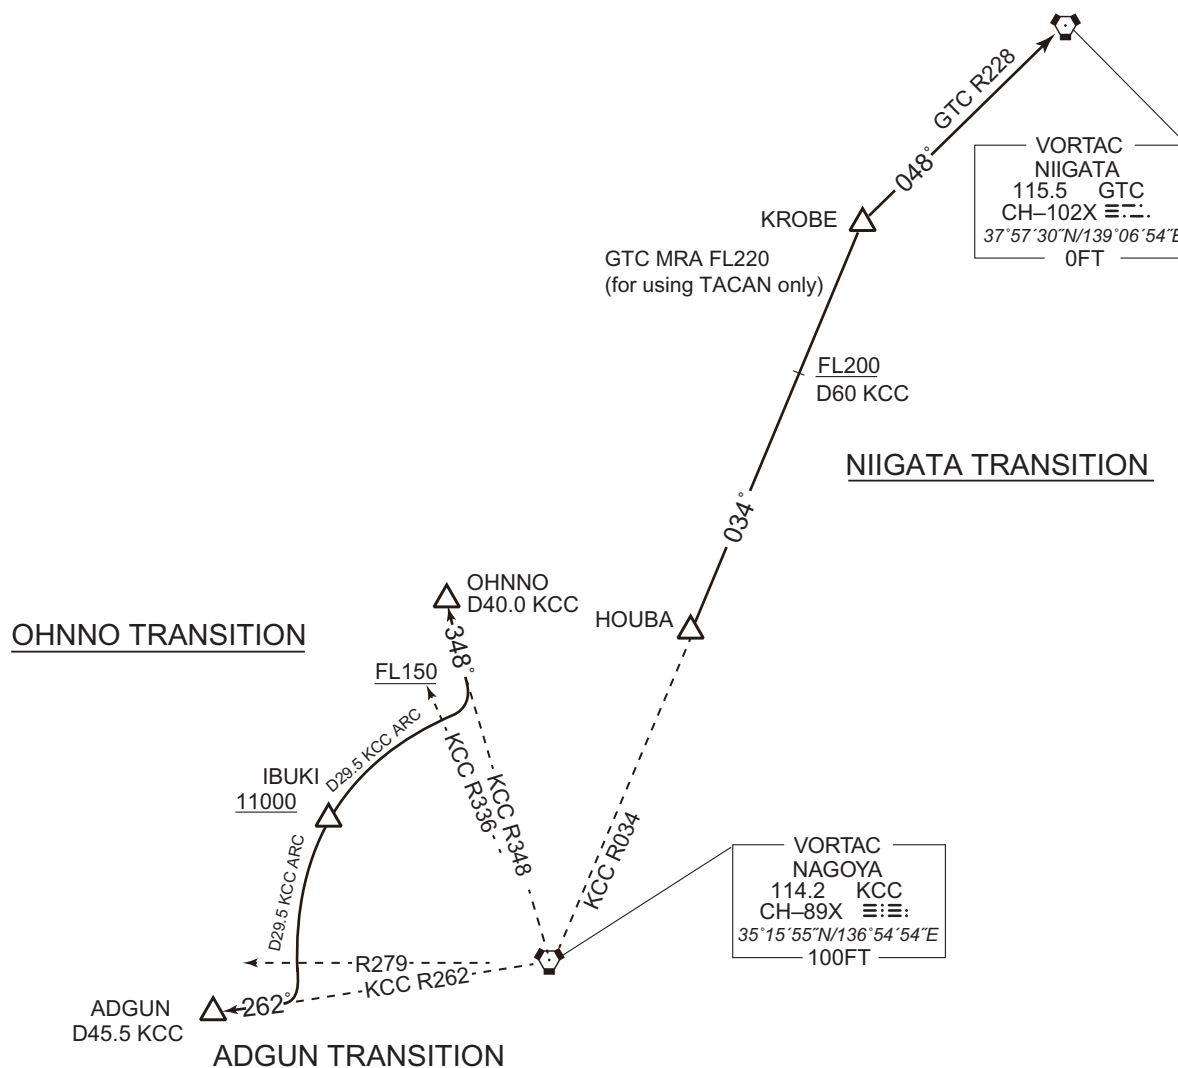 GTC R228
048°
VORTAC
NIIGATA
115.5 GTC
CH–102X
37°57´30˝N/139°06´54˝E
0FT
KROBE
GTC MRA FL220
(for using TACAN only)
FL200
D60 KCC
NIIGATA TRANSITION
034°
OHNNO
D40.0 KCC
HOUBA
OHNNO TRANSITION
348°
FL150
D29.5 KCC ARC
KCC R336
KCC R348
IBUKI
11000
KCC R034
D29.5 KCC ARC
VORTAC
NAGOYA
114.2 KCC
CH–89X
35°15´55˝N/136°54´54˝E
100FT
R279
KCC R262
262°
ADGUN
D45.5 KCC
ADGUN TRANSITION